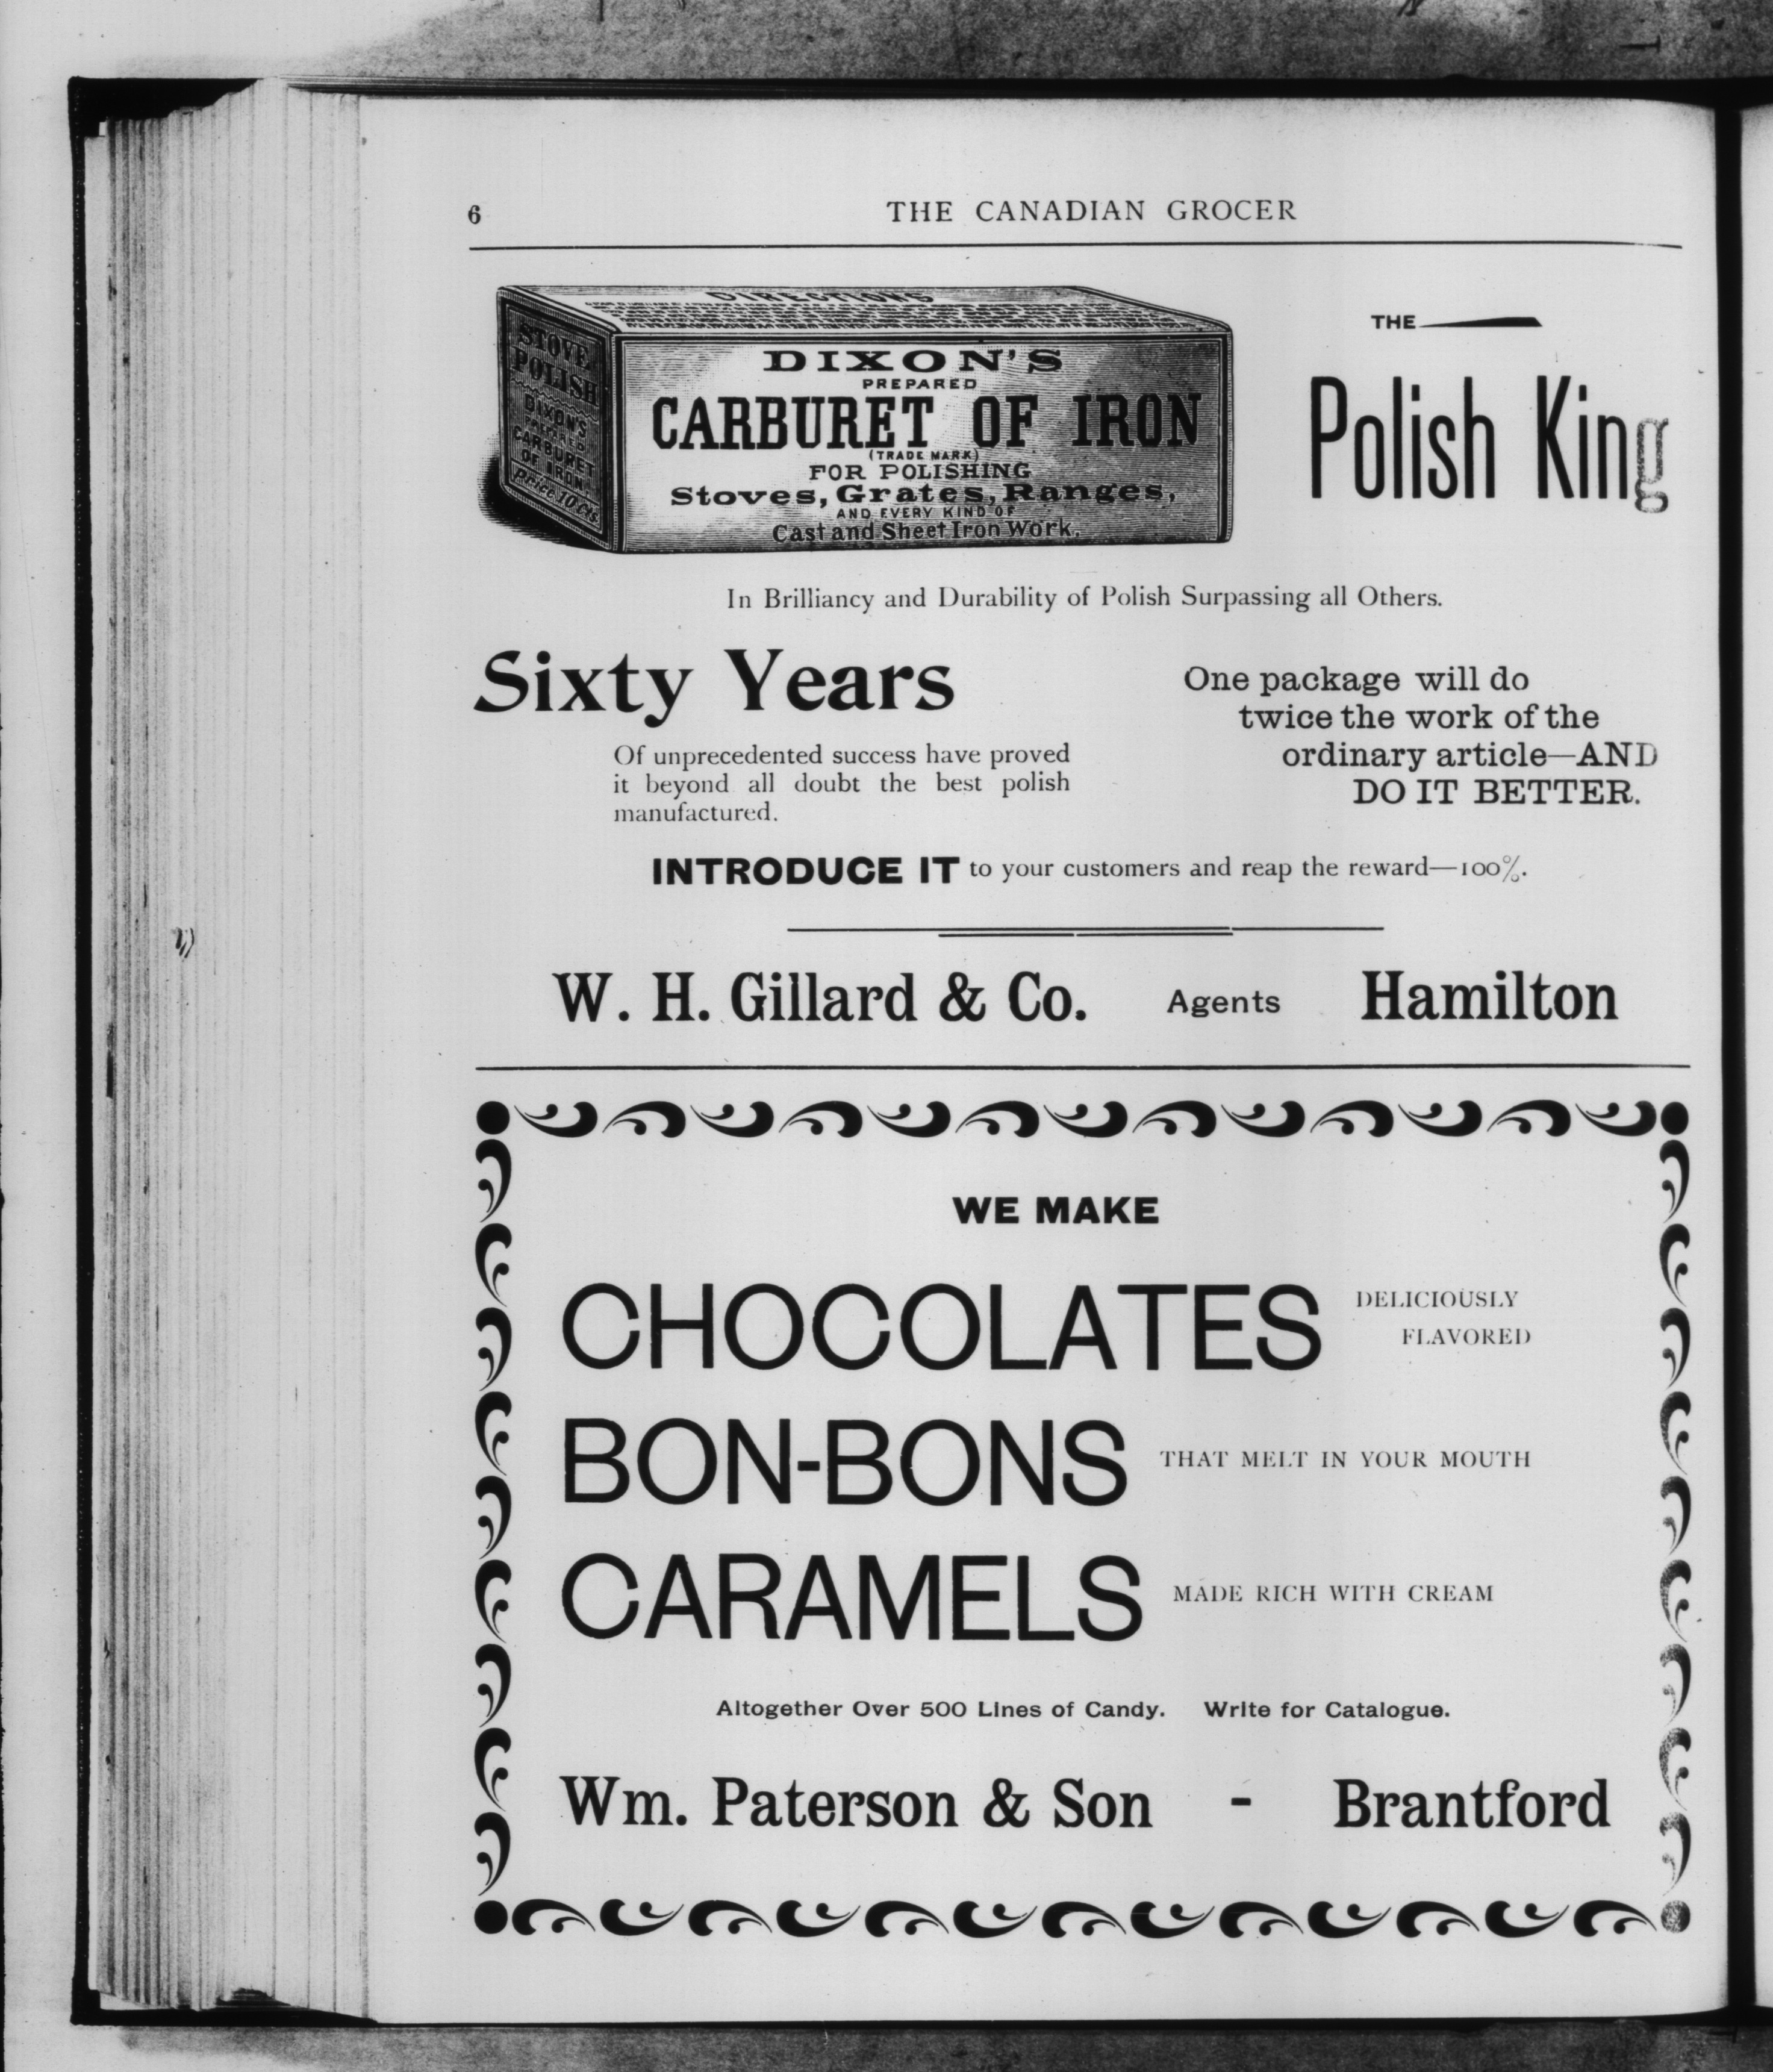 6
THE CANADIAN GROCER
DIRECTIONS
STOVE
POLISH
DIXON'S
PREPARED
CARBURET
OF IRON
Price 10 Cts.
DIXON'S
PREPARED
CARBURET OF IRON
(TRADE MARK)
FOR POLISHING
Stoves, Grates, Ranges,
AND EVERY KIND OF
Cast and Sheet Iron Work.
THE
Polish King
In Brilliancy and Durability of Polish Surpassing all Others.
Sixty Years
Of unprecedented success have proved
it beyond all doubt the best polish
manufactured.
One package will do
twice the work of the
ordinary article—AND
DO IT BETTER.
INTRODUCE IT to your customers and reap the reward—100%.
W. H. Gillard & Co. Agents Hamilton
WE MAKE
CHOCOLATES DELICIOUSLY
FLAVORED
BON-BONS THAT MELT IN YOUR MOUTH
CARAMELS MADE RICH WITH CREAM
Altogether Over 500 Lines of Candy. Write for Catalogue.
Wm. Paterson & Son - Brantford